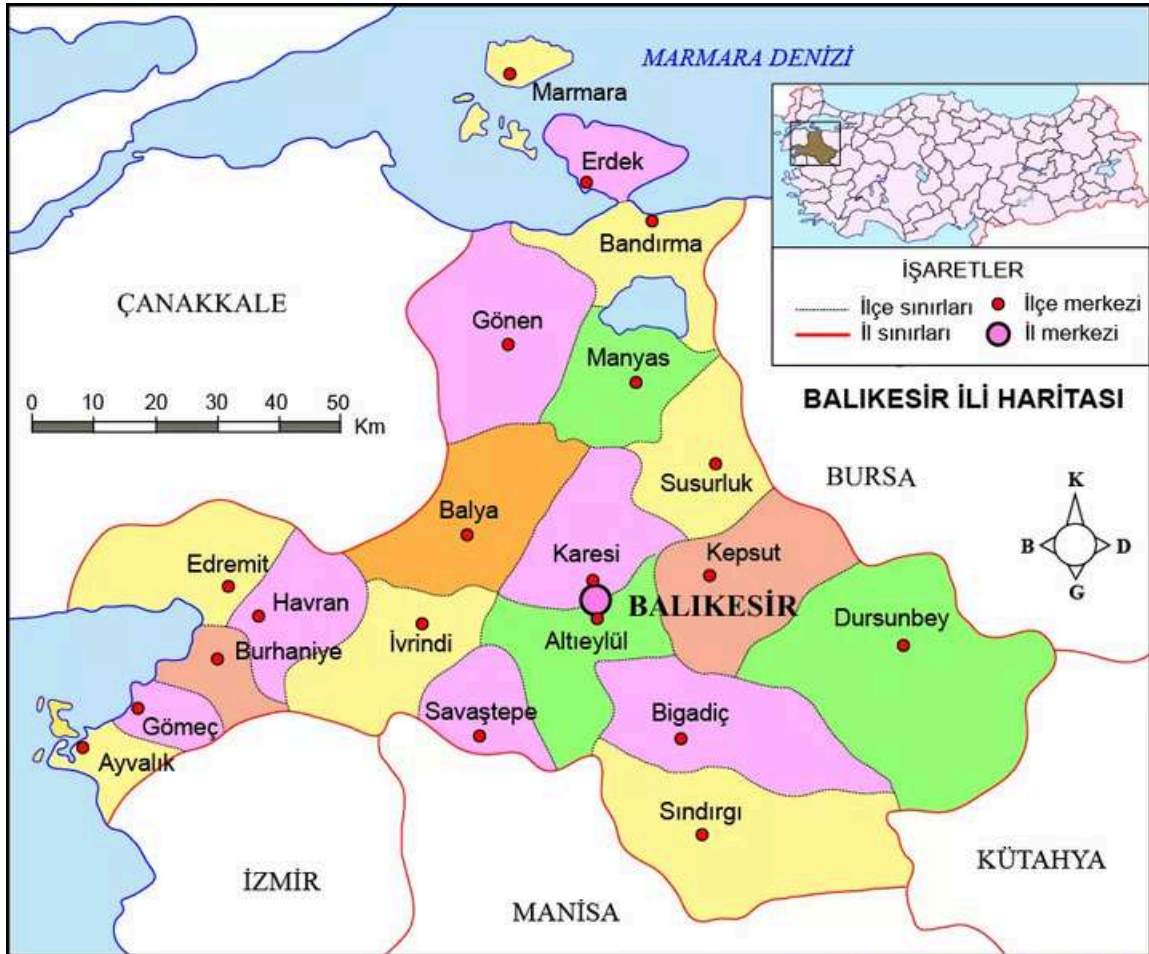 MARMARA DENİZİ
Marmara
Erdek
Bandırma
İŞARETLER
İlçe sınırları
İlçe merkezi
İl sınırları
İl merkezi
ÇANAKKALE
Gönen
Manyas
BALIKESİR İLİ HARİTASI
0 10 20 30 40 50
Km
Susurluk
BURSA
K
B
D
G
Balya
Karesi
Kepsut
Edremit
Havran
BALIKESİR
Dursunbey
Burhaniye
İvrindi
Altıeylül
Gömeç
Savaştepe
Bigadiç
Ayvalık
Sındırgı
İZMİR
MANİSA
KÜTAHYA